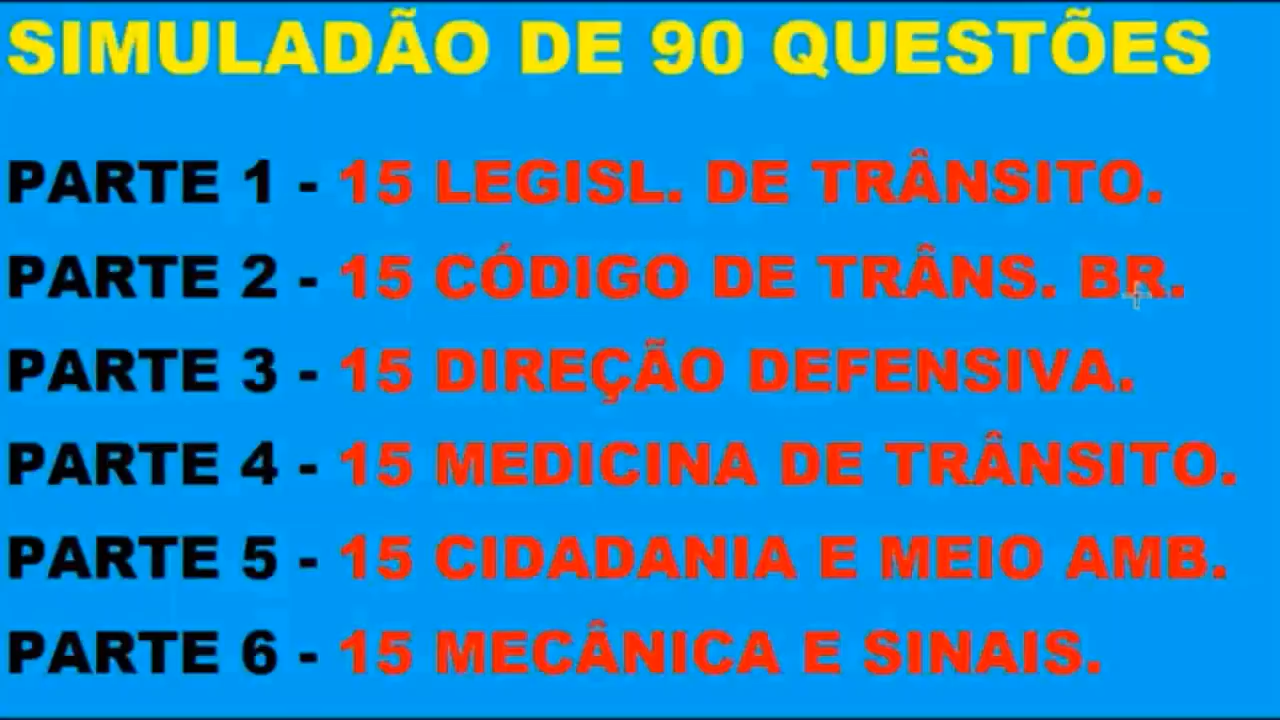 SIMULADÃO DE 90 QUESTÕES
PARTE 1 - 15 LEGISL. DE TRÂNSITO.
PARTE 2 - 15 CÓDIGO DE TRÂNS. BR.
PARTE 3 - 15 DIREÇÃO DEFENSIVA.
PARTE 4 - 15 MEDICINA DE TRÂNSITO.
PARTE 5 - 15 CIDADANIA E MEIO AMB.
PARTE 6 - 15 MECÂNICA E SINAIS.